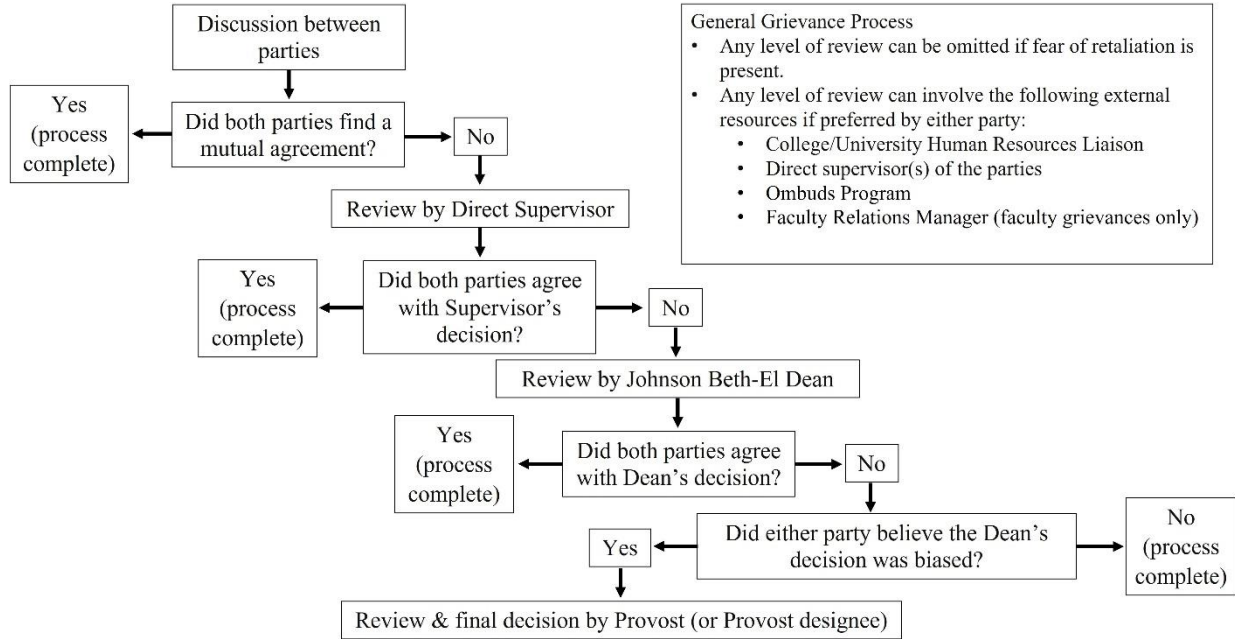 Discussion between
parties
Yes
(process
complete)
Did both parties find a
mutual agreement?
No
Review by Direct Supervisor
Yes
(process
complete)
Did both parties agree
with Supervisor’s
decision?
No
Review by Johnson Beth-El Dean
Yes
(process
complete)
Did both parties agree
with Dean’s decision?
No
Yes
Did either party believe the Dean’s
decision was biased?
No
(process
complete)
Review & final decision by Provost (or Provost designee)
General Grievance Process
• Any level of review can be omitted if fear of retaliation is
present.
• Any level of review can involve the following external
resources if preferred by either party:
• College/University Human Resources Liaison
• Direct supervisor(s) of the parties
• Ombuds Program
• Faculty Relations Manager (faculty grievances only)